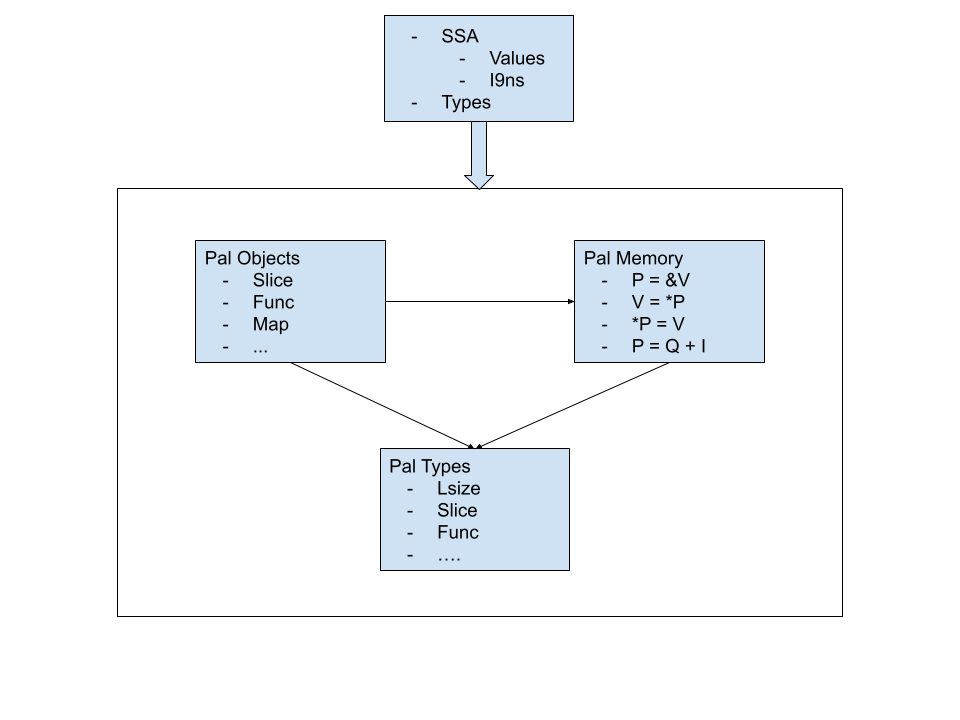 - SSA
- Values
- I9ns
- Types
Pal Objects
- Slice
- Func
- Map
- ...
Pal Memory
- P = &V
- V = *P
- *P = V
- P = Q + I
Pal Types
- Lsize
- Slice
- Func
- ....